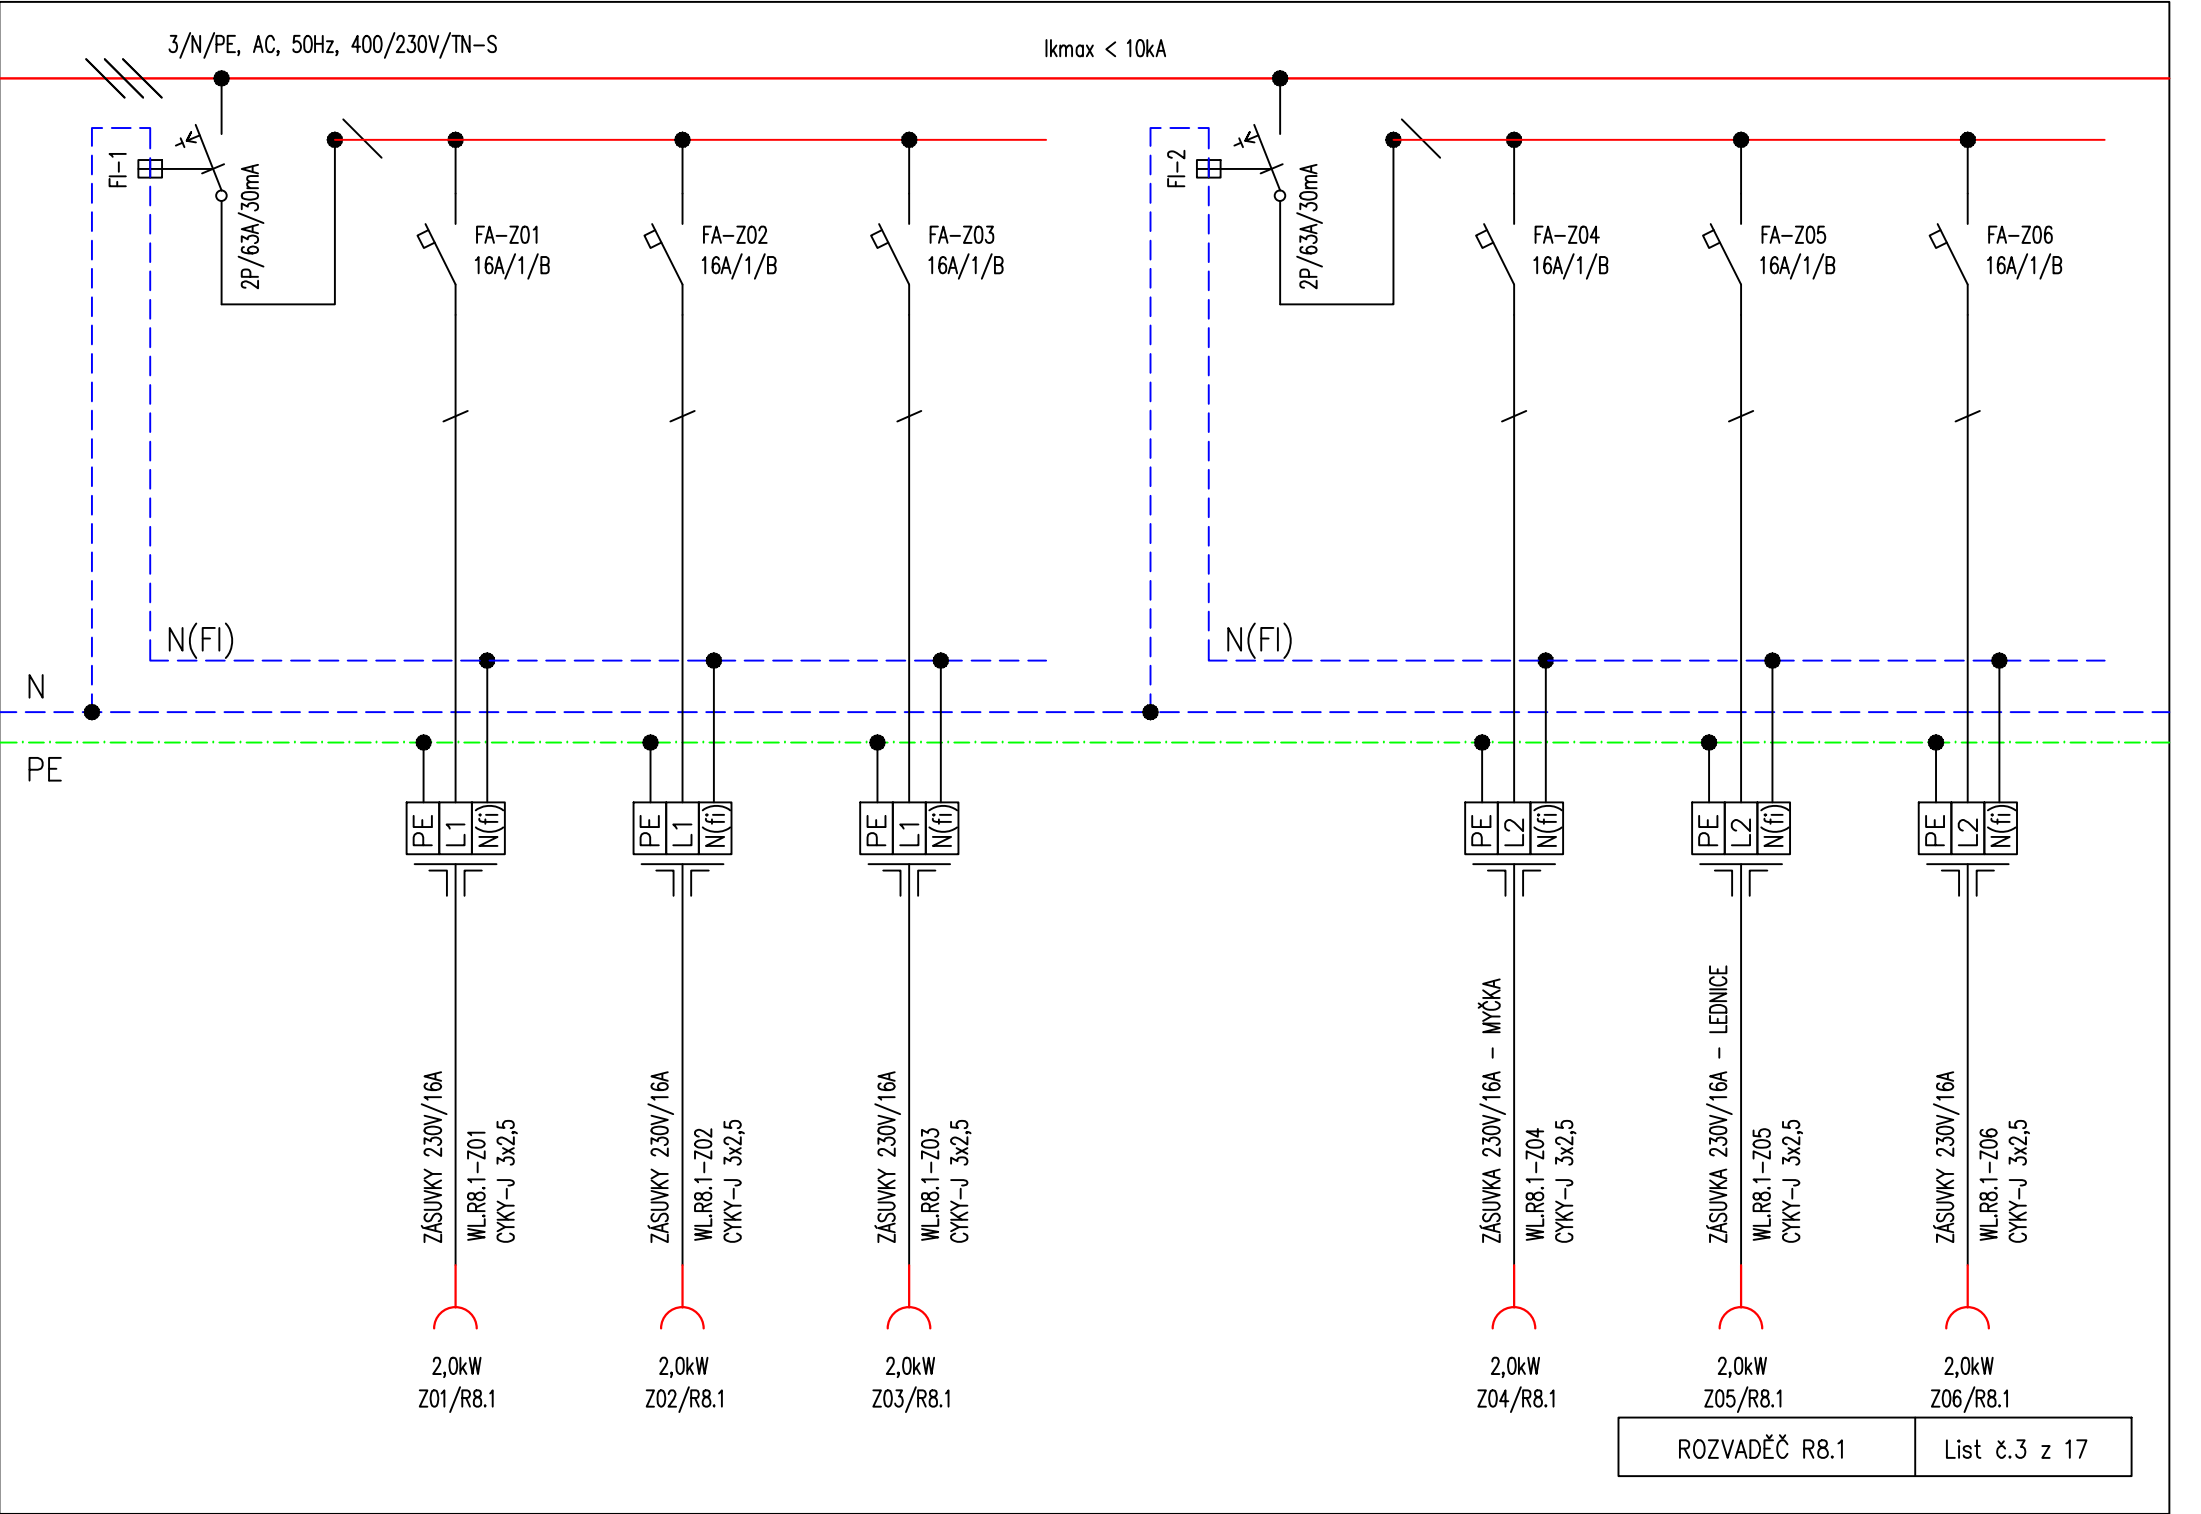 3/N/PE, AC, 50Hz, 400/230V/TN-S
Ikmax < 10kA
FI-1
2P/63A/30mA
FA-Z01
16A/1/B
FA-Z02
16A/1/B
FA-Z03
16A/1/B
FI-2
2P/63A/30mA
FA-Z04
16A/1/B
FA-Z05
16A/1/B
FA-Z06
16A/1/B
N(FI)
N(FI)
N
PE
PE
L1
N(fi)
PE
L1
N(fi)
PE
L1
N(fi)
PE
L2
N(fi)
PE
L2
N(fi)
PE
L2
N(fi)
ZÁSUVKY 230V/16A
WL.R8.1-Z01
CYKY-J 3x2,5
ZÁSUVKY 230V/16A
WL.R8.1-Z02
CYKY-J 3x2,5
ZÁSUVKY 230V/16A
WL.R8.1-Z03
CYKY-J 3x2,5
ZÁSUVKA 230V/16A - MYČKA
WL.R8.1-Z04
CYKY-J 3x2,5
ZÁSUVKA 230V/16A - LEDNICE
WL.R8.1-Z05
CYKY-J 3x2,5
ZÁSUVKY 230V/16A
WL.R8.1-Z06
CYKY-J 3x2,5
2,0kW
Z01/R8.1
2,0kW
Z02/R8.1
2,0kW
Z03/R8.1
2,0kW
Z04/R8.1
2,0kW
Z05/R8.1
2,0kW
Z06/R8.1
ROZVADĚČ R8.1
List č.3 z 17